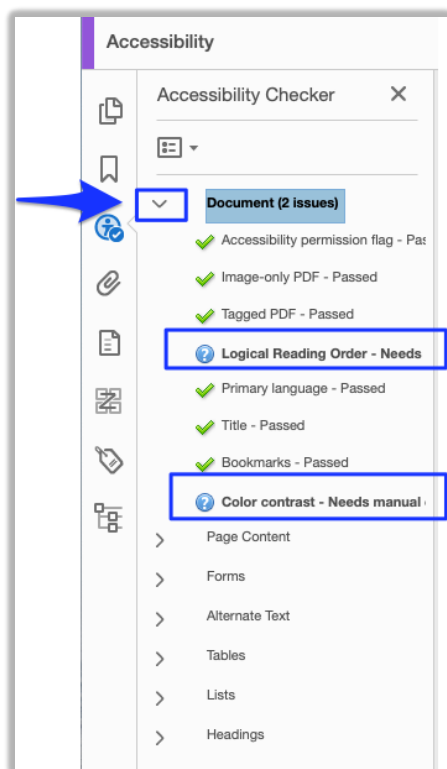 Accessibility
Accessibility Checker
Document (2 issues)
Accessibility permission flag - Pas
Image-only PDF - Passed
Tagged PDF - Passed
Logical Reading Order - Needs
Primary language - Passed
Title - Passed
Bookmarks - Passed
Color contrast - Needs manual
Page Content
Forms
Alternate Text
Tables
Lists
Headings